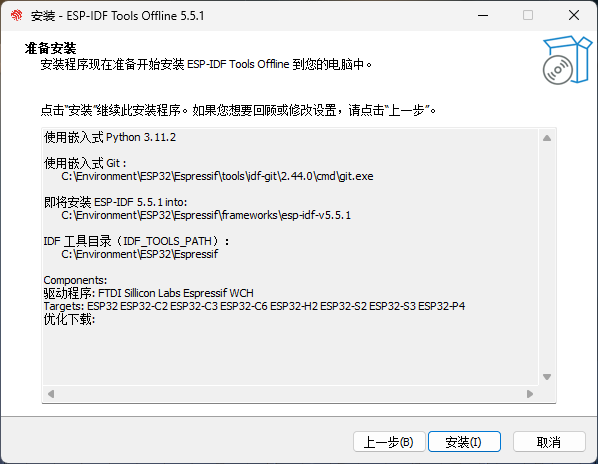 安装 - ESP-IDF Tools Offline 5.5.1
准备安装
安装程序现在准备开始安装 ESP-IDF Tools Offline 到您的电脑中。
点击“安装”继续此安装程序。如果您想要回顾或修改设置，请点击“上一步”。
使用嵌入式 Python 3.11.2
使用嵌入式 Git :
C:\Environment\ESP32\Espressif\tools\idf-git\2.44.0\cmd\git.exe
即将安装 ESP-IDF 5.5.1 into:
C:\Environment\ESP32\Espressif\frameworks\esp-idf-v5.5.1
IDF 工具目录（IDF_TOOLS_PATH）:
C:\Environment\ESP32\Espressif
Components:
驱动程序: FTDI Sillicon Labs Espressif WCH
Targets: ESP32 ESP32-C2 ESP32-C3 ESP32-C6 ESP32-H2 ESP32-S2 ESP32-S3 ESP32-P4
优化下载:
上一步(B) 安装(I) 取消